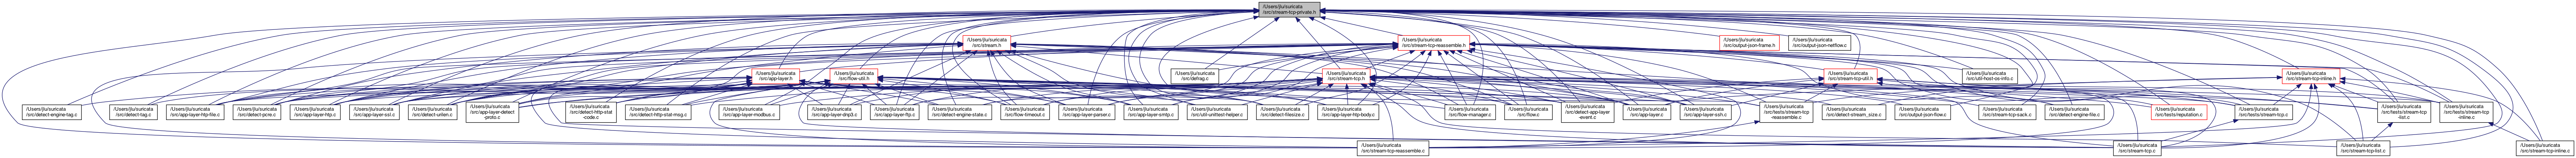 /Users/jlu/suricata
/src/stream-tcp-private.h
/Users/jlu/suricata
/src/stream.h
/Users/jlu/suricata
/src/stream-tcp-reassemble.h
/Users/jlu/suricata
/src/output-json-frame.h
/Users/jlu/suricata
/src/output-json-netflow.c
/Users/jlu/suricata
/src/app-layer.h
/Users/jlu/suricata
/src/flow-util.h
/Users/jlu/suricata
/src/defrag.c
/Users/jlu/suricata
/src/stream-tcp.h
/Users/jlu/suricata
/src/stream-tcp-util.h
/Users/jlu/suricata
/src/util-host-os-info.c
/Users/jlu/suricata
/src/stream-tcp-inline.h
/Users/jlu/suricata
/src/detect-engine-tag.c
/Users/jlu/suricata
/src/detect-tag.c
/Users/jlu/suricata
/src/app-layer-htp-file.c
/Users/jlu/suricata
/src/detect-pcre.c
/Users/jlu/suricata
/src/app-layer-htp.c
/Users/jlu/suricata
/src/app-layer-ssl.c
/Users/jlu/suricata
/src/detect-urilen.c
/Users/jlu/suricata
/src/app-layer-detect
-proto.c
/Users/jlu/suricata
/src/detect-http-stat
-code.c
/Users/jlu/suricata
/src/detect-http-stat-msg.c
/Users/jlu/suricata
/src/app-layer-modbus.c
/Users/jlu/suricata
/src/app-layer-dnp3.c
/Users/jlu/suricata
/src/app-layer-ftp.c
/Users/jlu/suricata
/src/detect-engine-state.c
/Users/jlu/suricata
/src/flow-timeout.c
/Users/jlu/suricata
/src/app-layer-parser.c
/Users/jlu/suricata
/src/app-layer-smtp.c
/Users/jlu/suricata
/src/util-unittest-helper.c
/Users/jlu/suricata
/src/detect-filesize.c
/Users/jlu/suricata
/src/app-layer-htp-body.c
/Users/jlu/suricata
/src/flow-manager.c
/Users/jlu/suricata
/src/flow.c
/Users/jlu/suricata
/src/detect-app-layer
-event.c
/Users/jlu/suricata
/src/app-layer.c
/Users/jlu/suricata
/src/app-layer-ssh.c
/Users/jlu/suricata
/src/tests/stream-tcp
-reassemble.c
/Users/jlu/suricata
/src/detect-stream_size.c
/Users/jlu/suricata
/src/output-json-flow.c
/Users/jlu/suricata
/src/stream-tcp-sack.c
/Users/jlu/suricata
/src/detect-engine-file.c
/Users/jlu/suricata
/src/tests/reputation.c
/Users/jlu/suricata
/src/tests/stream-tcp.c
/Users/jlu/suricata
/src/tests/stream-tcp
-list.c
/Users/jlu/suricata
/src/tests/stream-tcp
-inline.c
/Users/jlu/suricata
/src/stream-tcp-reassemble.c
/Users/jlu/suricata
/src/stream-tcp.c
/Users/jlu/suricata
/src/stream-tcp-list.c
/Users/jlu/suricata
/src/stream-tcp-inline.c